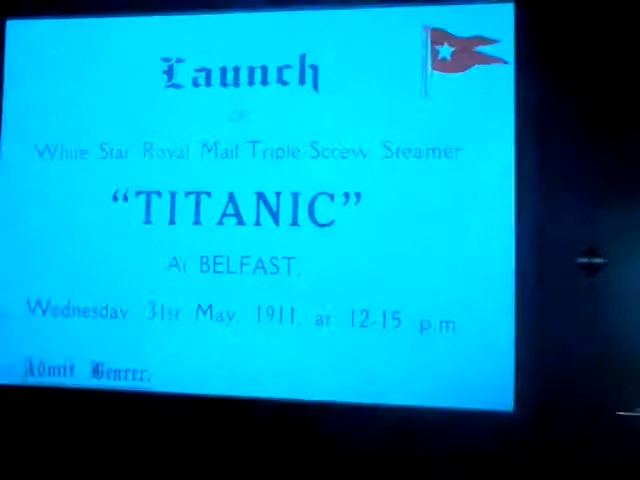 Launch
OF
White Star Royal Mail Triple-Screw Steamer
"TITANIC"
At BELFAST,
Wednesday 31st May, 1911, at 12-15 p.m.
Admit Bearer.